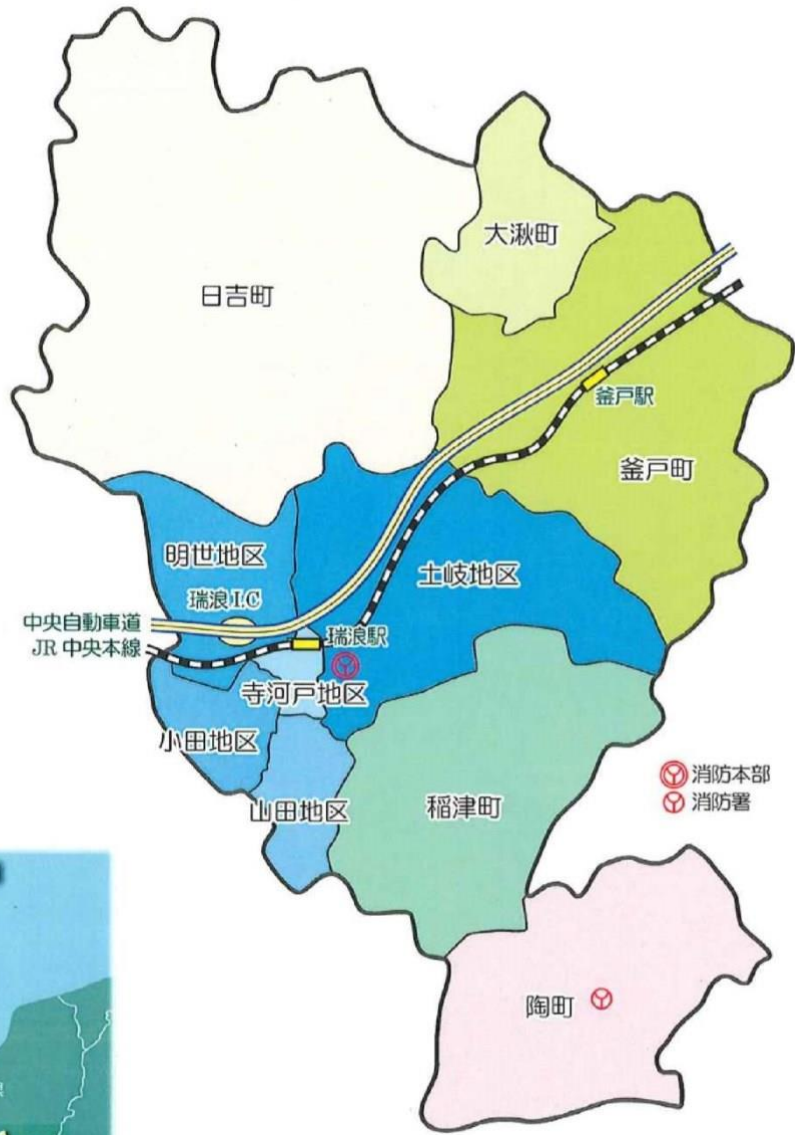 大湫町
日吉町
釜戸駅
釜戸町
明世地区
土岐地区
瑞浪I.C
中央自動車道
瑞浪駅
JR 中央本線
寺河戸地区
小田地区
消防本部
消防署
山田地区
稲津町
陶町